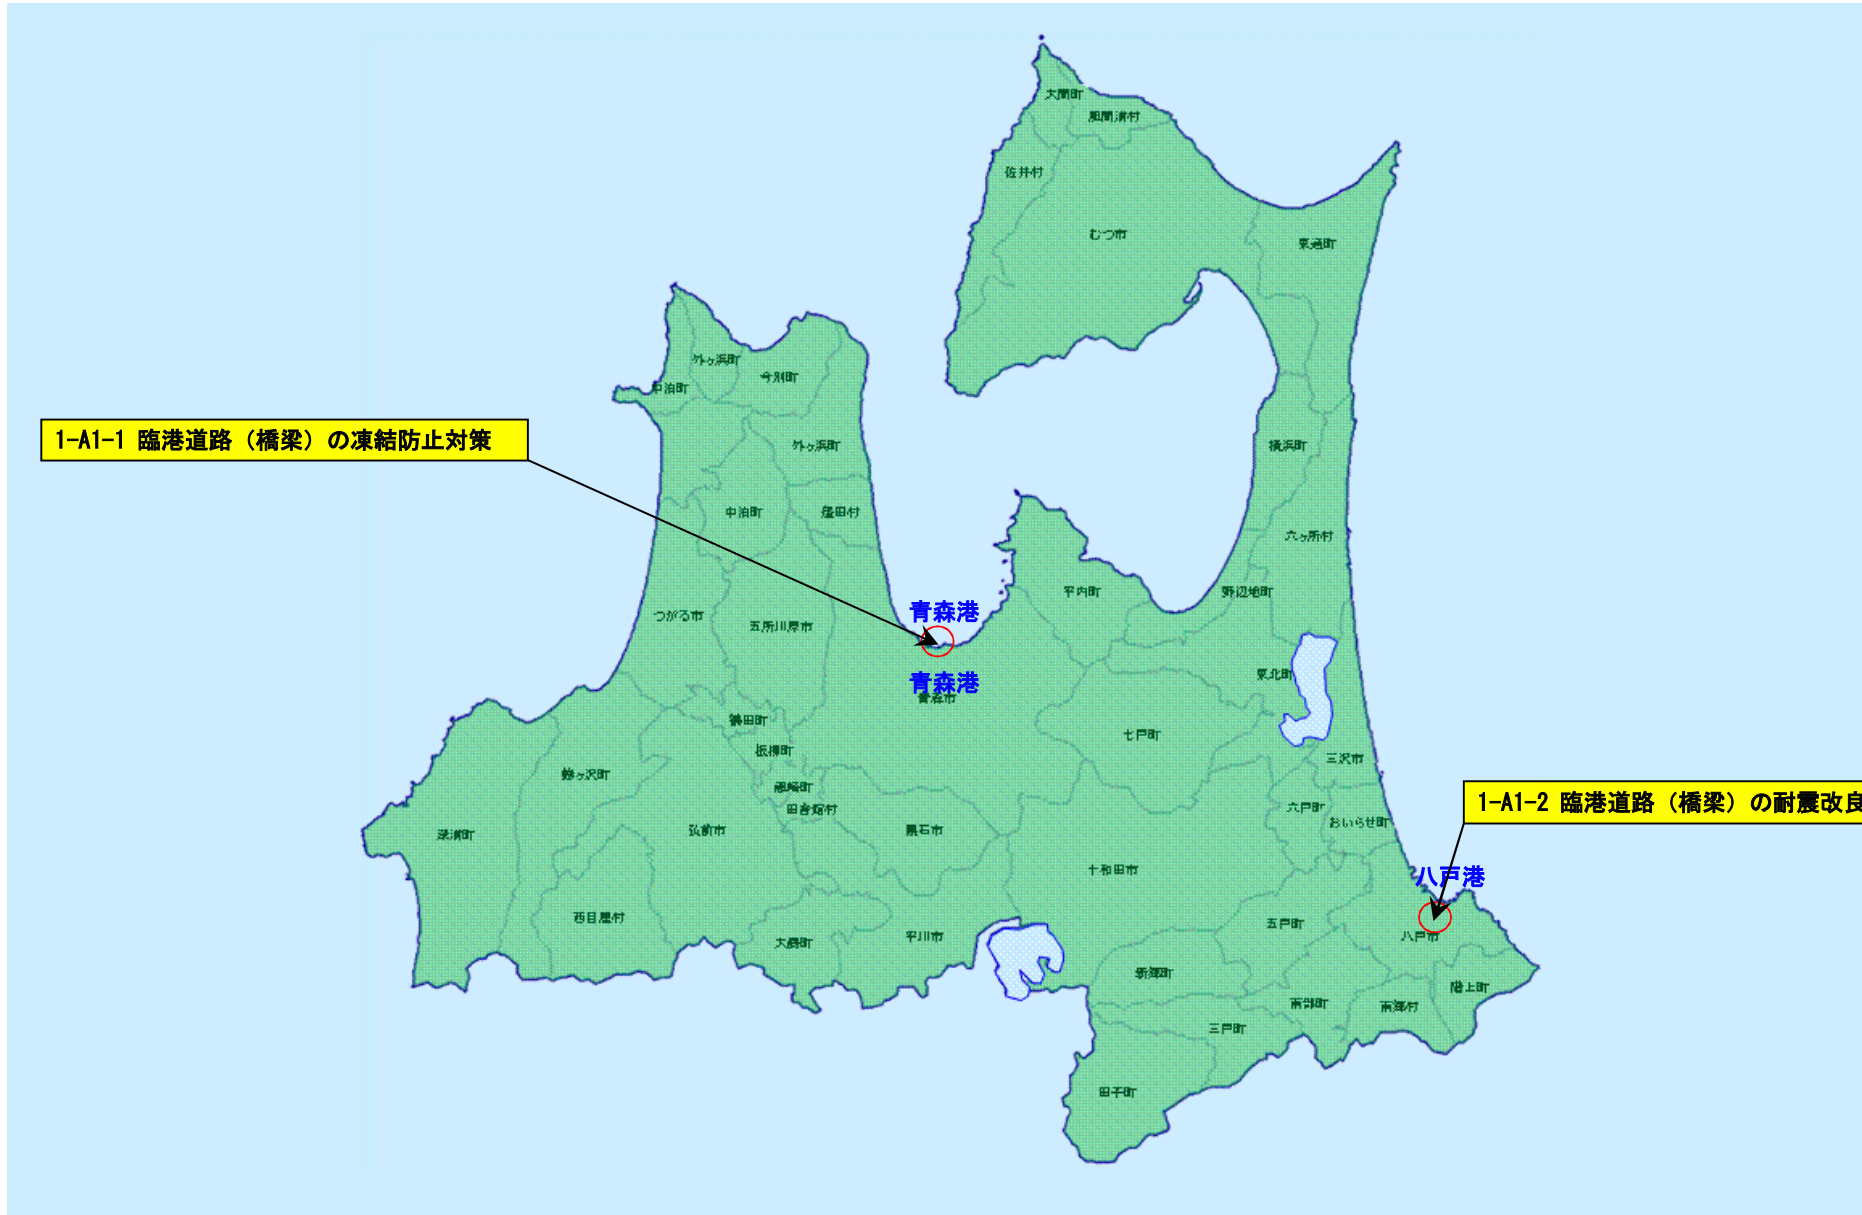 大間町
風間浦村
佐井村
むつ市
東通町
外ヶ浜町
今別町
中泊町
1-A1-1 臨港道路（橋梁）の凍結防止対策
外ヶ浜町
横浜町
中泊町
蓬田村
六ヶ所村
平内町
野辺地町
青森港
つがる市
五所川原市
東北町
青森港
青森市
鶴田町
七戸町
板柳町
三沢市
鰺ヶ沢町
藤崎町
1-A1-2 臨港道路（橋梁）の耐震改良
田舎館村
六戸町
おいらせ町
深浦町
弘前市
黒石市
十和田市
八戸港
西目屋村
五戸町
大鰐町
平川市
八戸市
新郷町
階上町
南部町
南郷村
三戸町
田子町